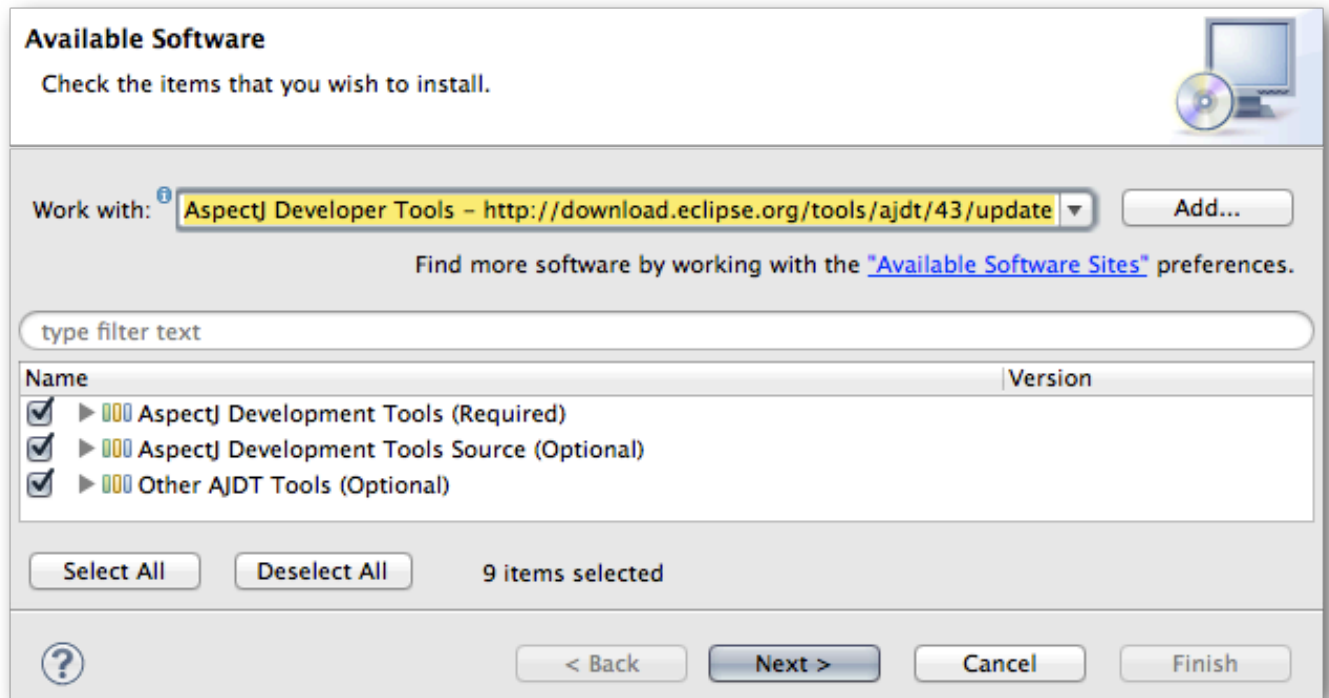 Available Software
Check the items that you wish to install.
Work with: AspectJ Developer Tools – http://download.eclipse.org/tools/ajdt/43/update Add...
Find more software by working with the "Available Software Sites" preferences.
type filter text
Name Version
AspectJ Development Tools (Required)
AspectJ Development Tools Source (Optional)
Other AJDT Tools (Optional)
Select All Deselect All 9 items selected
? < Back Next > Cancel Finish